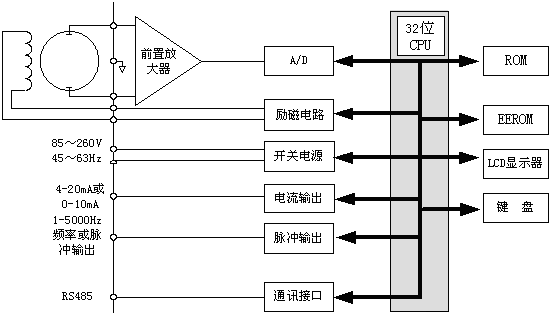 32位
CPU
前置放
大器
A/D
ROM
励磁电路
EEROM
85～260V
45～63Hz
开关电源
LCD显示器
4-20mA或
0-10mA
1-5000Hz
频率或脉
冲输出
电流输出
键 盘
脉冲输出
RS485
通讯接口